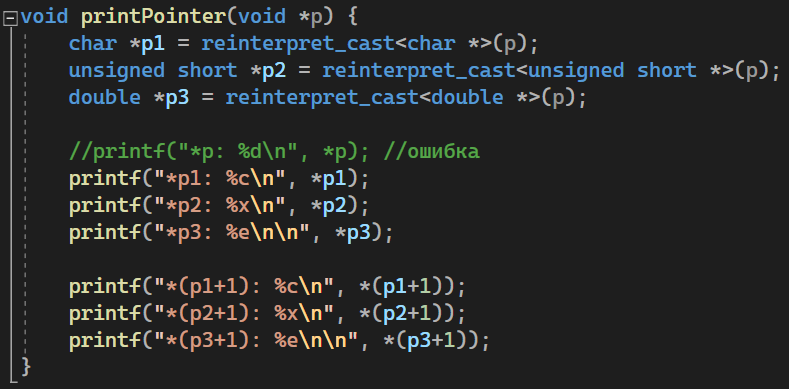 void printPointer(void *p) {
    char *p1 = reinterpret_cast<char *>(p);
    unsigned short *p2 = reinterpret_cast<unsigned short *>(p);
    double *p3 = reinterpret_cast<double *>(p);

    //printf("*p: %d\n", *p); //ошибка
    printf("*p1: %c\n", *p1);
    printf("*p2: %x\n", *p2);
    printf("*p3: %e\n\n", *p3);

    printf("*(p1+1): %c\n", *(p1+1));
    printf("*(p2+1): %x\n", *(p2+1));
    printf("*(p3+1): %e\n\n", *(p3+1));
}